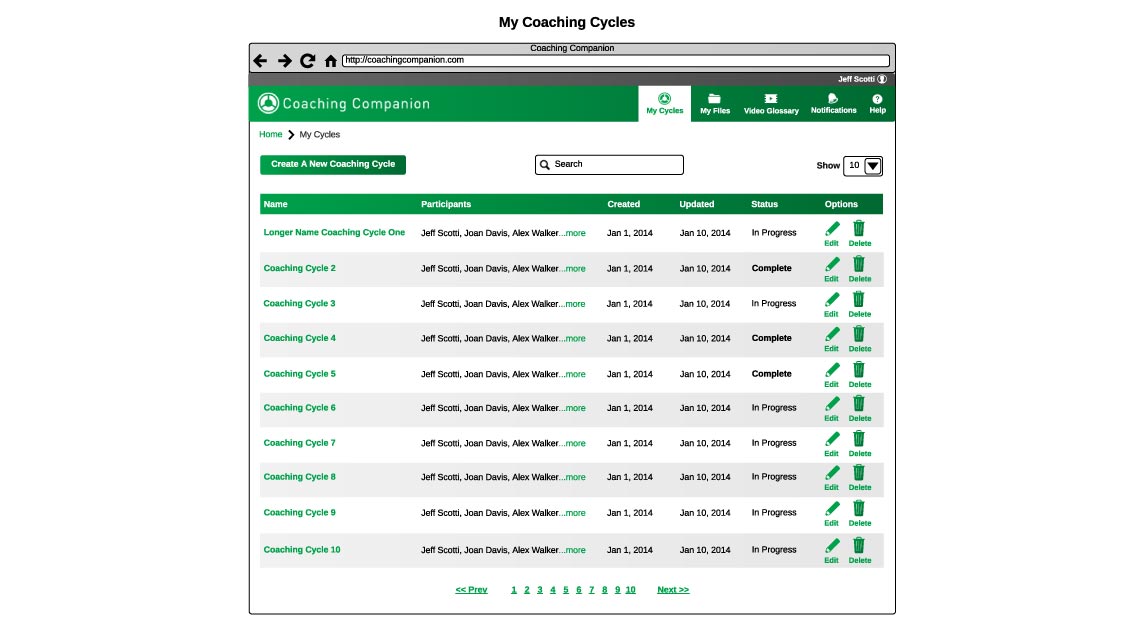 My Coaching Cycles
Coaching Companion
http://coachingcompanion.com
Jeff Scotti
Coaching Companion
My Cycles My Files Video Glossary Notifications Help
Home My Cycles
Create A New Coaching Cycle Search Show 10
Name Participants Created Updated Status Options
Longer Name Coaching Cycle One Jeff Scotti, Joan Davis, Alex Walker...more Jan 1, 2014 Jan 10, 2014 In Progress
Edit Delete
Coaching Cycle 2 Jeff Scotti, Joan Davis, Alex Walker...more Jan 1, 2014 Jan 10, 2014 Complete
Edit Delete
Coaching Cycle 3 Jeff Scotti, Joan Davis, Alex Walker...more Jan 1, 2014 Jan 10, 2014 In Progress
Edit Delete
Coaching Cycle 4 Jeff Scotti, Joan Davis, Alex Walker...more Jan 1, 2014 Jan 10, 2014 Complete
Edit Delete
Coaching Cycle 5 Jeff Scotti, Joan Davis, Alex Walker...more Jan 1, 2014 Jan 10, 2014 Complete
Edit Delete
Coaching Cycle 6 Jeff Scotti, Joan Davis, Alex Walker...more Jan 1, 2014 Jan 10, 2014 In Progress
Edit Delete
Coaching Cycle 7 Jeff Scotti, Joan Davis, Alex Walker...more Jan 1, 2014 Jan 10, 2014 In Progress
Edit Delete
Coaching Cycle 8 Jeff Scotti, Joan Davis, Alex Walker...more Jan 1, 2014 Jan 10, 2014 In Progress
Edit Delete
Coaching Cycle 9 Jeff Scotti, Joan Davis, Alex Walker...more Jan 1, 2014 Jan 10, 2014 In Progress
Edit Delete
Coaching Cycle 10 Jeff Scotti, Joan Davis, Alex Walker...more Jan 1, 2014 Jan 10, 2014 In Progress
Edit Delete
<< Prev 1 2 3 4 5 6 7 8 9 10 Next >>